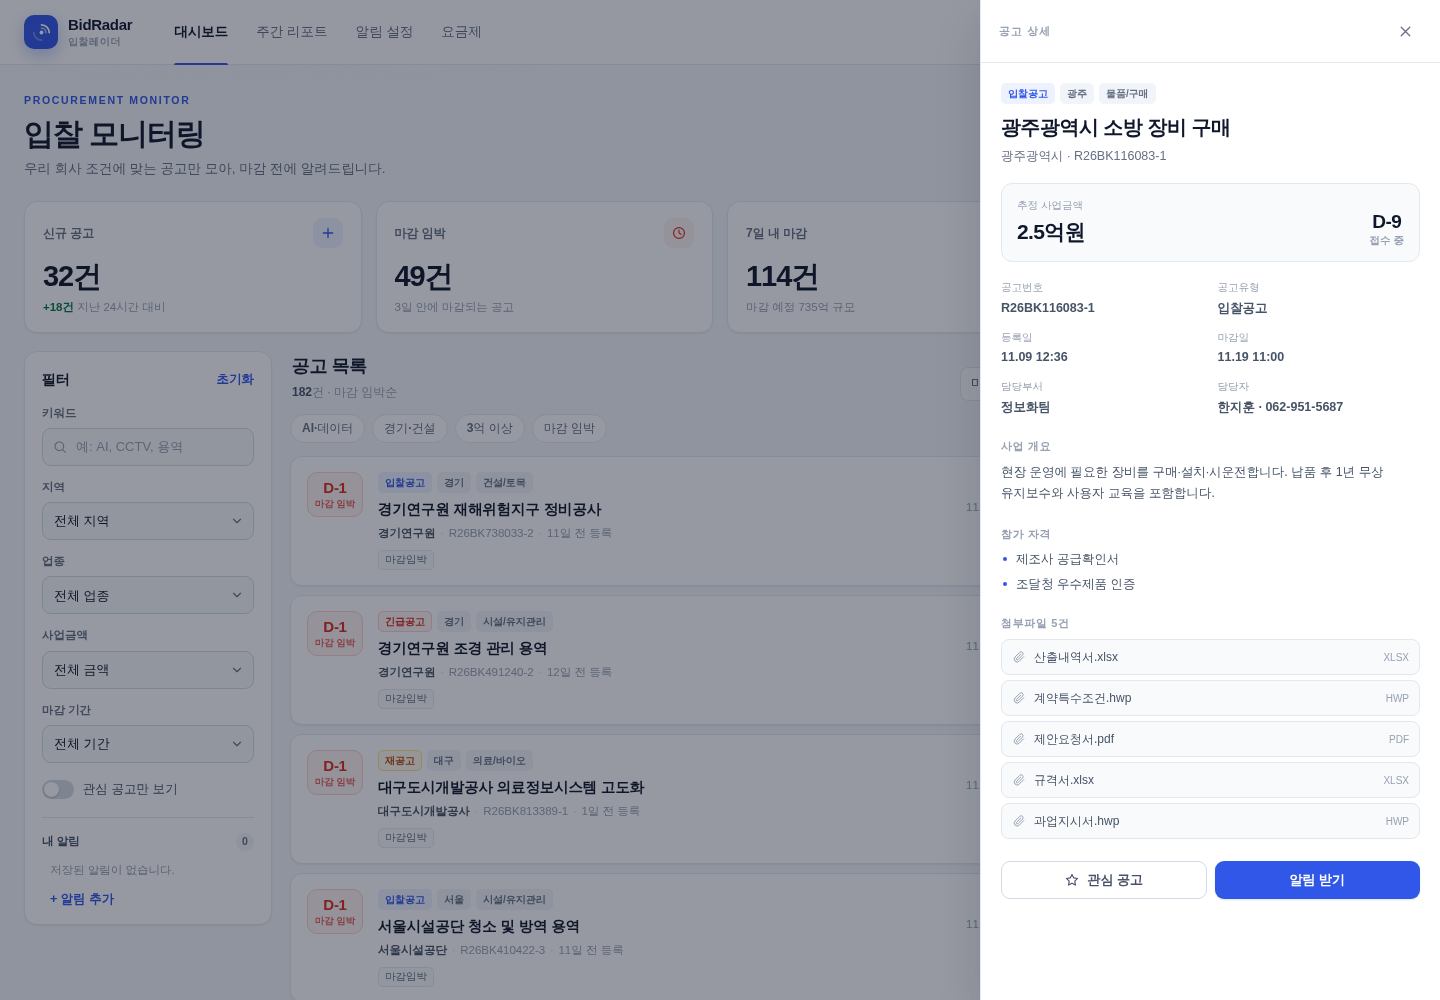 BidRadar
입찰레이더
대시보드
주간 리포트
알림 설정
요금제
PROCUREMENT MONITOR
입찰 모니터링
우리 회사 조건에 맞는 공고만 모아, 마감 전에 알려드립니다.
신규 공고
32건
+18건 지난 24시간 대비
마감 임박
49건
3일 안에 마감되는 공고
7일 내 마감
114건
마감 예정 735억 규모
필터
초기화
키워드
예: AI, CCTV, 용역
지역
전체 지역
업종
전체 업종
사업금액
전체 금액
마감 기간
전체 기간
관심 공고만 보기
내 알림
0
저장된 알림이 없습니다.
+ 알림 추가
공고 목록
182건 · 마감 임박순
AI·데이터
경기·건설
3억 이상
마감 임박
D-1
마감 임박
입찰공고
경기
건설/토목
경기연구원 재해위험지구 정비공사
경기연구원 · R26BK738033-2 · 11일 전 등록
마감임박
11
D-1
마감 임박
긴급공고
경기
시설/유지관리
경기연구원 조경 관리 용역
경기연구원 · R26BK491240-2 · 12일 전 등록
마감임박
11
D-1
마감 임박
재공고
대구
의료/바이오
대구도시개발공사 의료정보시스템 고도화
대구도시개발공사 · R26BK813389-1 · 1일 전 등록
마감임박
11
D-1
마감 임박
입찰공고
서울
시설/유지관리
서울시설공단 청소 및 방역 용역
서울시설공단 · R26BK410422-3 · 11일 전 등록
마감임박
11
공고 상세
입찰공고
광주
물품/구매
광주광역시 소방 장비 구매
광주광역시 · R26BK116083-1
추정 사업금액
2.5억원
D-9
접수 중
공고번호
R26BK116083-1
공고유형
입찰공고
등록일
11.09 12:36
마감일
11.19 11:00
담당부서
정보화팀
담당자
한지훈 · 062-951-5687
사업 개요
현장 운영에 필요한 장비를 구매·설치·시운전합니다. 납품 후 1년 무상
유지보수와 사용자 교육을 포함합니다.
참가 자격
제조사 공급확인서
조달청 우수제품 인증
첨부파일 5건
산출내역서.xlsx
XLSX
계약특수조건.hwp
HWP
제안요청서.pdf
PDF
규격서.xlsx
XLSX
과업지시서.hwp
HWP
관심 공고
알림 받기